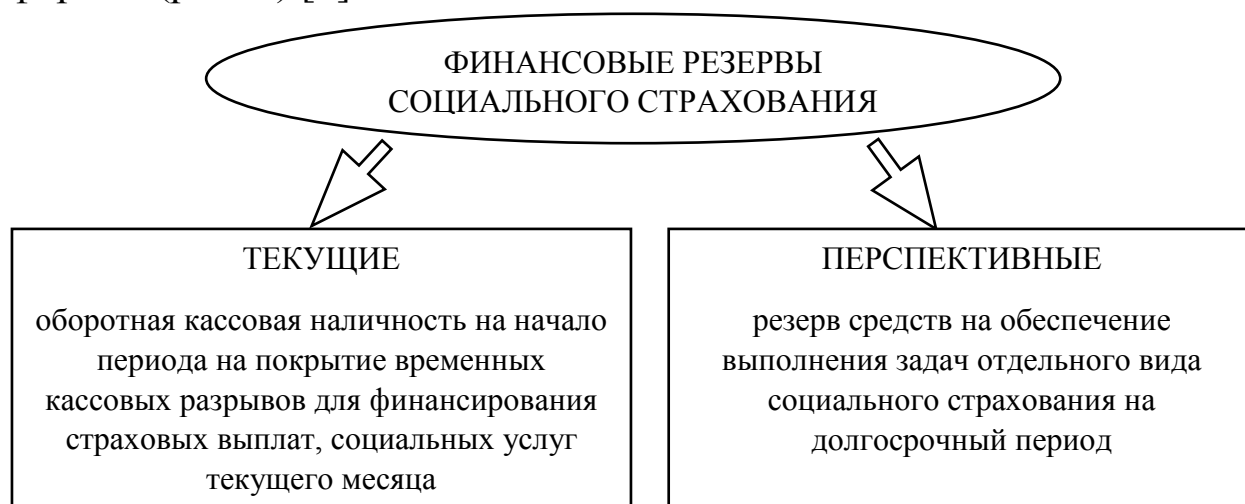 ФИНАНСОВЫЕ РЕЗЕРВЫ
СОЦИАЛЬНОГО СТРАХОВАНИЯ
ТЕКУЩИЕ
оборотная кассовая наличность на начало
периода на покрытие временных
кассовых разрывов для финансирования
страховых выплат, социальных услуг
текущего месяца
ПЕРСПЕКТИВНЫЕ
резерв средств на обеспечение
выполнения задач отдельного вида
социального страхования на
долгосрочный период